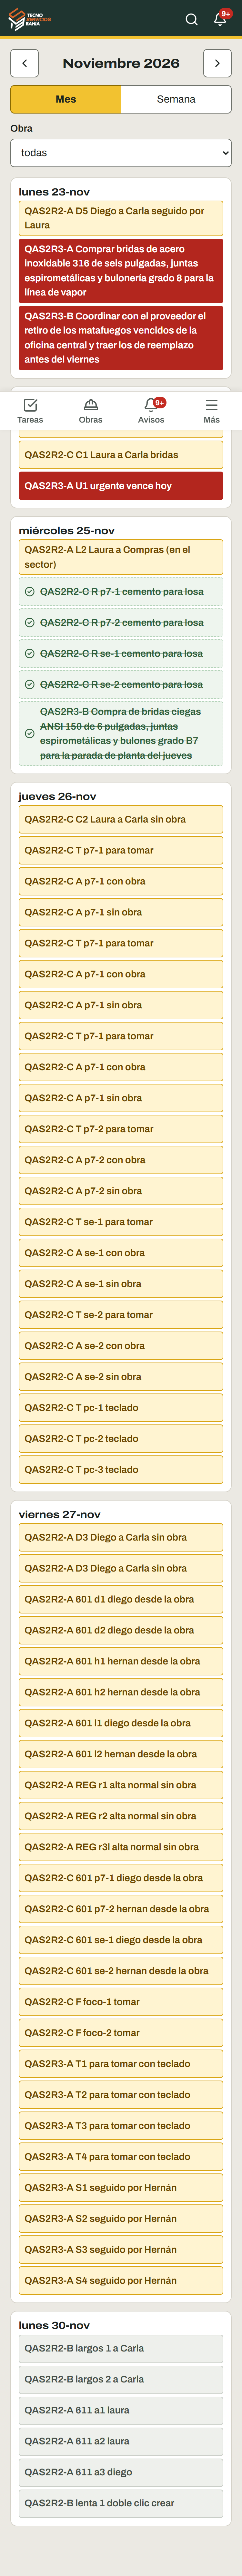 TECNO
SERVICIOS
BAHIA
9+
Noviembre 2026
Mes
Semana
Obra
todas
lunes 23-nov
QAS2R2-A D5 Diego a Carla seguido por
Laura
QAS2R3-A Comprar bridas de acero
inoxidable 316 de seis pulgadas, juntas
espirometálicas y bulonería grado 8 para la
línea de vapor
QAS2R3-B Coordinar con el proveedor el
retiro de los matafuegos vencidos de la
oficina central y traer los de reemplazo
antes del viernes
Tareas
Obras
9+
Avisos
Más
QAS2R2-C C1 Laura a Carla bridas
QAS2R3-A U1 urgente vence hoy
miércoles 25-nov
QAS2R2-A L2 Laura a Compras (en el
sector)
QAS2R2-C R p7-1 cemento para losa
QAS2R2-C R p7-2 cemento para losa
QAS2R2-C R se-1 cemento para losa
QAS2R2-C R se-2 cemento para losa
QAS2R3-B Compra de bridas ciegas
ANSI 150 de 6 pulgadas, juntas
espirometálicas y bulones grado B7
para la parada de planta del jueves
jueves 26-nov
QAS2R2-C C2 Laura a Carla sin obra
QAS2R2-C T p7-1 para tomar
QAS2R2-C A p7-1 con obra
QAS2R2-C A p7-1 sin obra
QAS2R2-C T p7-1 para tomar
QAS2R2-C A p7-1 con obra
QAS2R2-C A p7-1 sin obra
QAS2R2-C T p7-1 para tomar
QAS2R2-C A p7-1 con obra
QAS2R2-C A p7-1 sin obra
QAS2R2-C T p7-2 para tomar
QAS2R2-C A p7-2 con obra
QAS2R2-C A p7-2 sin obra
QAS2R2-C T se-1 para tomar
QAS2R2-C A se-1 con obra
QAS2R2-C A se-1 sin obra
QAS2R2-C T se-2 para tomar
QAS2R2-C A se-2 con obra
QAS2R2-C A se-2 sin obra
QAS2R2-C T pc-1 teclado
QAS2R2-C T pc-2 teclado
QAS2R2-C T pc-3 teclado
viernes 27-nov
QAS2R2-A D3 Diego a Carla sin obra
QAS2R2-A D3 Diego a Carla sin obra
QAS2R2-A 601 d1 diego desde la obra
QAS2R2-A 601 d2 diego desde la obra
QAS2R2-A 601 h1 hernan desde la obra
QAS2R2-A 601 h2 hernan desde la obra
QAS2R2-A 601 l1 diego desde la obra
QAS2R2-A 601 l2 hernan desde la obra
QAS2R2-A REG r1 alta normal sin obra
QAS2R2-A REG r2 alta normal sin obra
QAS2R2-A REG r3l alta normal sin obra
QAS2R2-C 601 p7-1 diego desde la obra
QAS2R2-C 601 p7-2 hernan desde la obra
QAS2R2-C 601 se-1 diego desde la obra
QAS2R2-C 601 se-2 hernan desde la obra
QAS2R2-C F foco-1 tomar
QAS2R2-C F foco-2 tomar
QAS2R3-A T1 para tomar con teclado
QAS2R3-A T2 para tomar con teclado
QAS2R3-A T3 para tomar con teclado
QAS2R3-A T4 para tomar con teclado
QAS2R3-A S1 seguido por Hernán
QAS2R3-A S2 seguido por Hernán
QAS2R3-A S3 seguido por Hernán
QAS2R3-A S4 seguido por Hernán
lunes 30-nov
QAS2R2-B largos 1 a Carla
QAS2R2-B largos 2 a Carla
QAS2R2-A 611 a1 laura
QAS2R2-A 611 a2 laura
QAS2R2-A 611 a3 diego
QAS2R2-B lenta 1 doble clic crear